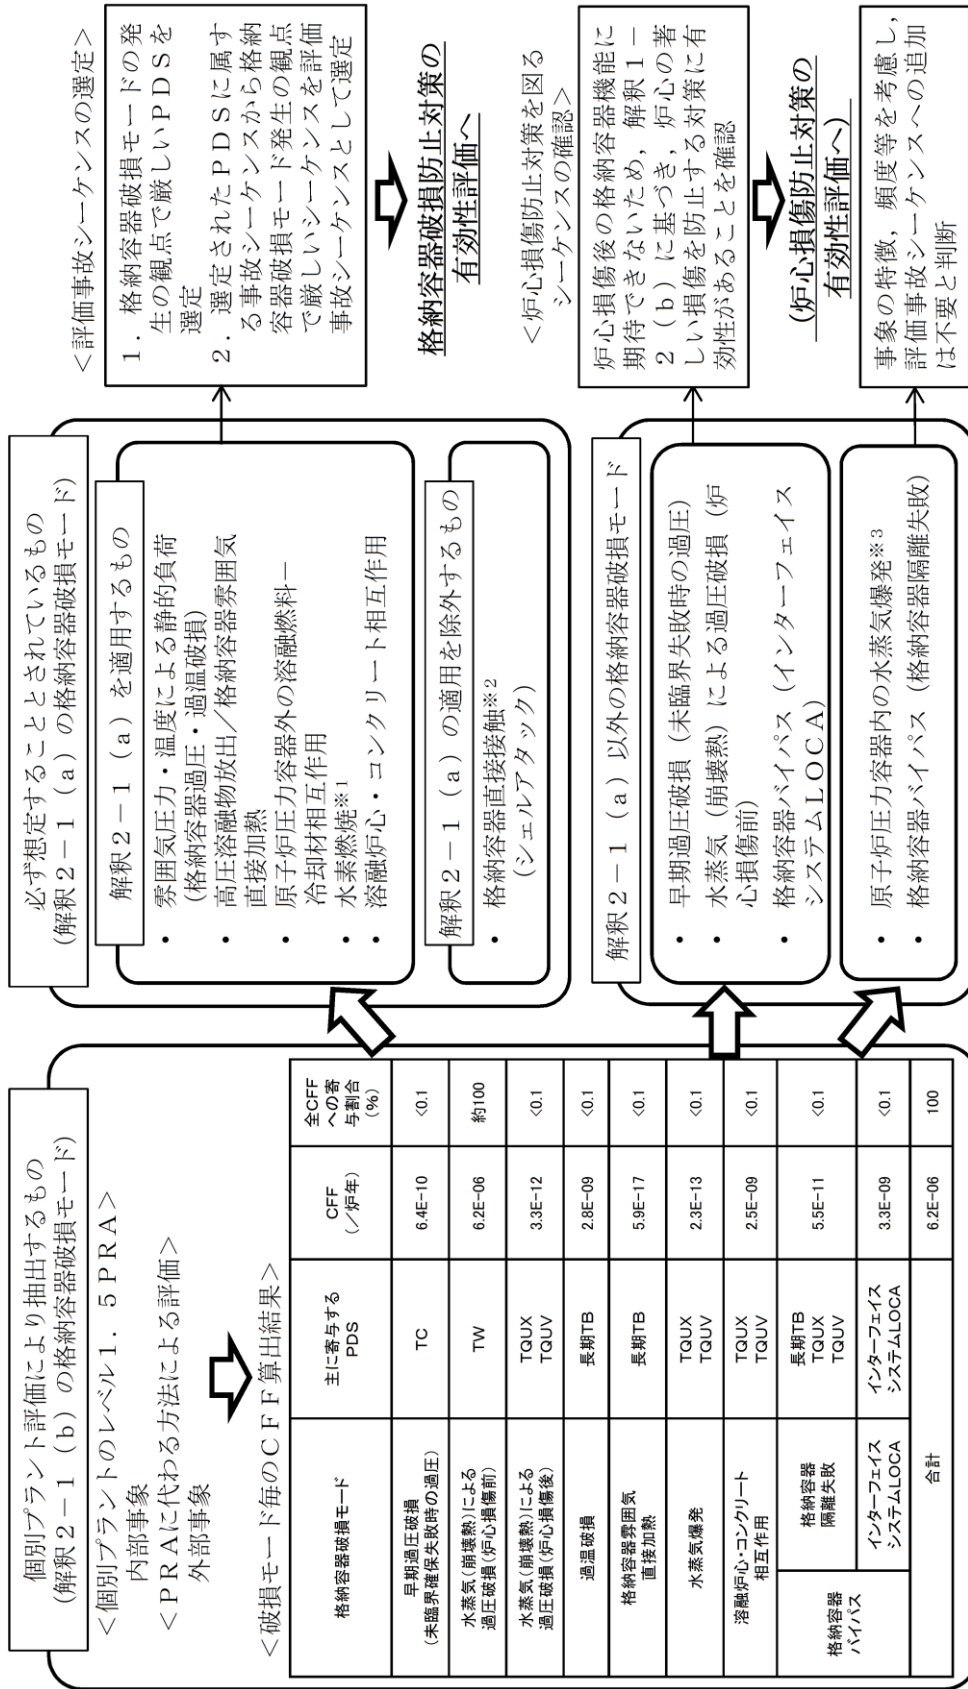 個別プラント評価により抽出するもの
(解釈2-1(b)の格納容器破損モード)
<個別プラントのレベル1.5PRA>
内部事象
<PRAに代わる方法による評価>
外部事象
<破損モード毎のCFF算出結果>
格納容器破損モード 主に寄与するPDS CFF(/炉年) 全CFFへの寄与割合(%)
早期過圧破損(未臨界確保失敗時の過圧) TC 6.4E-10 <0.1
水蒸気(崩壊熱)による過圧破損(炉心損傷前) TW 6.2E-06 約100
水蒸気(崩壊熱)による過圧破損(炉心損傷後) TQUX TQUV 3.3E-12 <0.1
過温破損 長期TB 2.8E-09 <0.1
格納容器雰囲気直接加熱 長期TB 5.9E-17 <0.1
水蒸気爆発 TQUX TQUV 2.3E-13 <0.1
溶融炉心・コンクリート相互作用 TQUX TQUV 2.5E-09 <0.1
格納容器バイパス 格納容器隔離失敗 長期TB TQUX TQUV 5.5E-11 <0.1
インターフェイスシステムLOCA インターフェイスシステムLOCA 3.3E-09 <0.1
合計 6.2E-06 100
必ず想定することとされているもの
(解釈2-1(a)の格納容器破損モード)
解釈2-1(a)を適用するもの
・ 雰囲気圧力・温度による静的負荷
(格納容器過圧・過温破損)
・ 高圧溶融物放出/格納容器雰囲気
直接加熱
・ 原子炉圧力容器外の溶融燃料-
冷却材相互作用
・ 水素燃焼※1
・ 溶融炉心・コンクリート相互作用
解釈2-1(a)の適用を除外するもの
・ 格納容器直接接触※2
(シェルアタック)
解釈2-1(a)以外の格納容器破損モード
・ 早期過圧破損(未臨界失敗時の過圧)
・ 水蒸気(崩壊熱)による過圧破損(炉
心損傷前)
・ 格納容器バイパス(インターフェイス
システムLOCA)
・ 原子炉圧力容器内の水蒸気爆発※3
・ 格納容器バイパス(格納容器隔離失敗)
<評価事故シーケンスの選定>
1.格納容器破損モードの発
生の観点で厳しいPDSを
選定
2.選定されたPDSに属す
る事故シーケンスから格納
容器破損モード発生の観点
で厳しいシーケンスを評価
事故シーケンスとして選定
格納容器破損防止対策の
有効性評価へ
<炉心損傷防止対策を図る
シーケンスの確認>
炉心損傷後の格納容器機能に
期待できないため,解釈1-
2(b)に基づき,炉心の著
しい損傷を防止する対策に有
効性があることを確認
(炉心損傷防止対策の
有効性評価へ)
事象の特徴,頻度等を考慮し,
評価事故シーケンスへの追加
は不要と判断